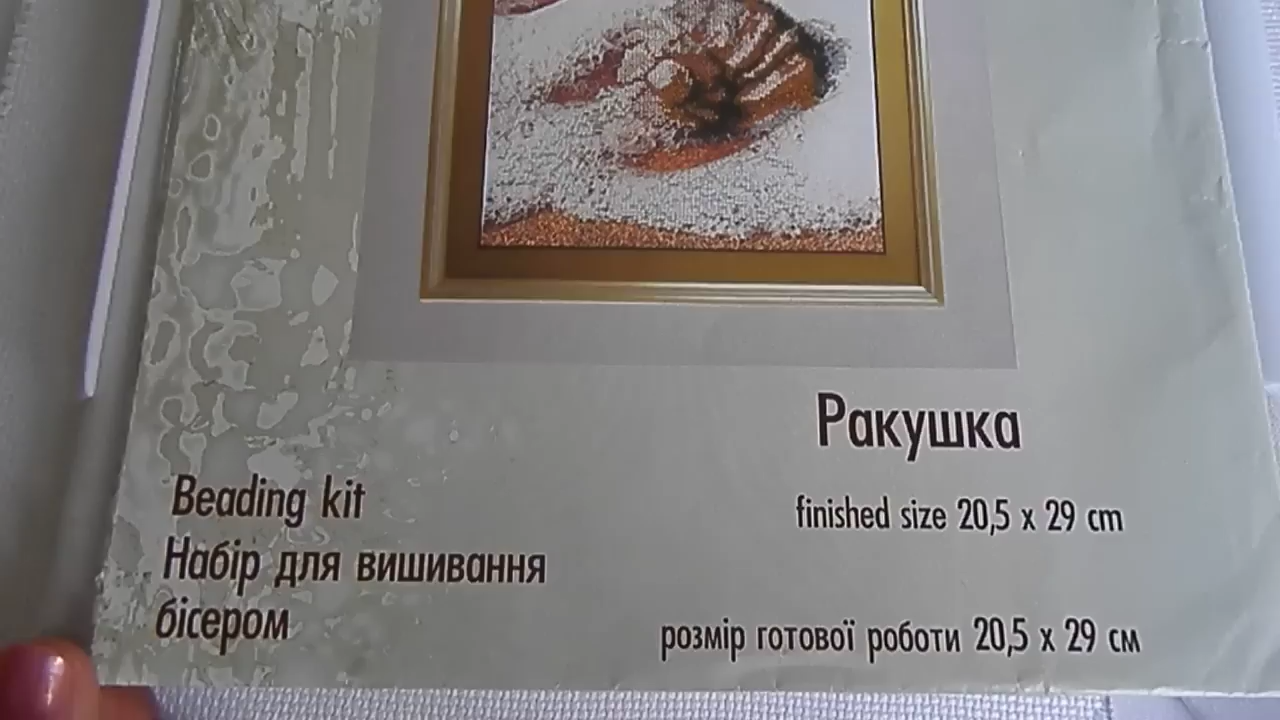 Ракушка
Beading kit
finished size 20,5 x 29 cm
Набір для вишивання
бісером
розмір готової роботи 20,5 х 29 см